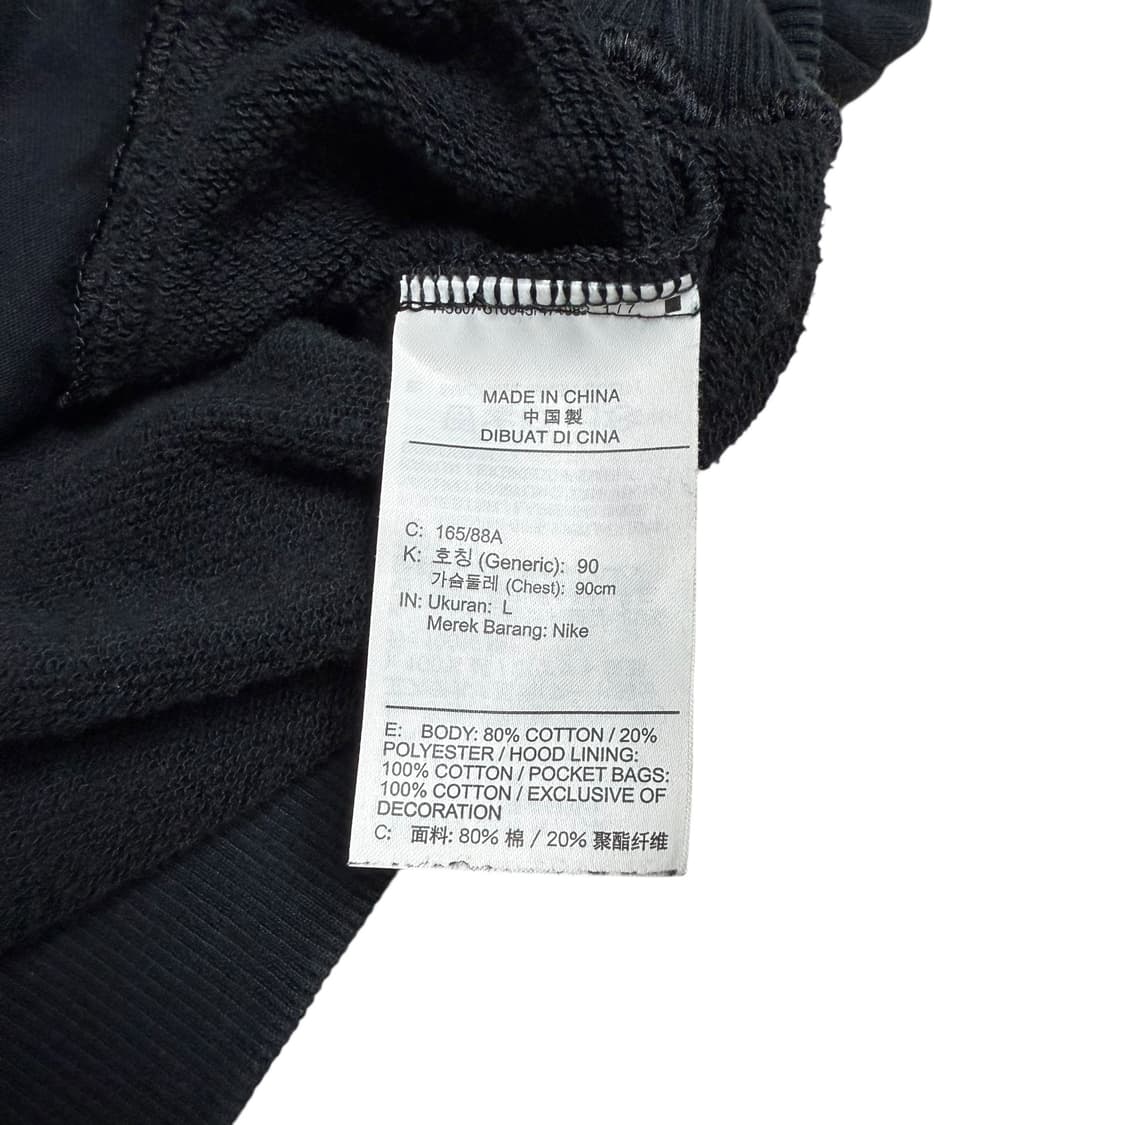 1/7
MADE IN CHINA
中国製
DIBUAT DI CINA
C: 165/88A
K: 호칭 (Generic): 90
가슴둘레 (Chest): 90cm
IN: Ukuran: L
Merek Barang: Nike
E: BODY: 80% COTTON / 20%
POLYESTER / HOOD LINING:
100% COTTON / POCKET BAGS:
100% COTTON / EXCLUSIVE OF
DECORATION
C: 面料: 80% 棉 / 20% 聚酯纤维